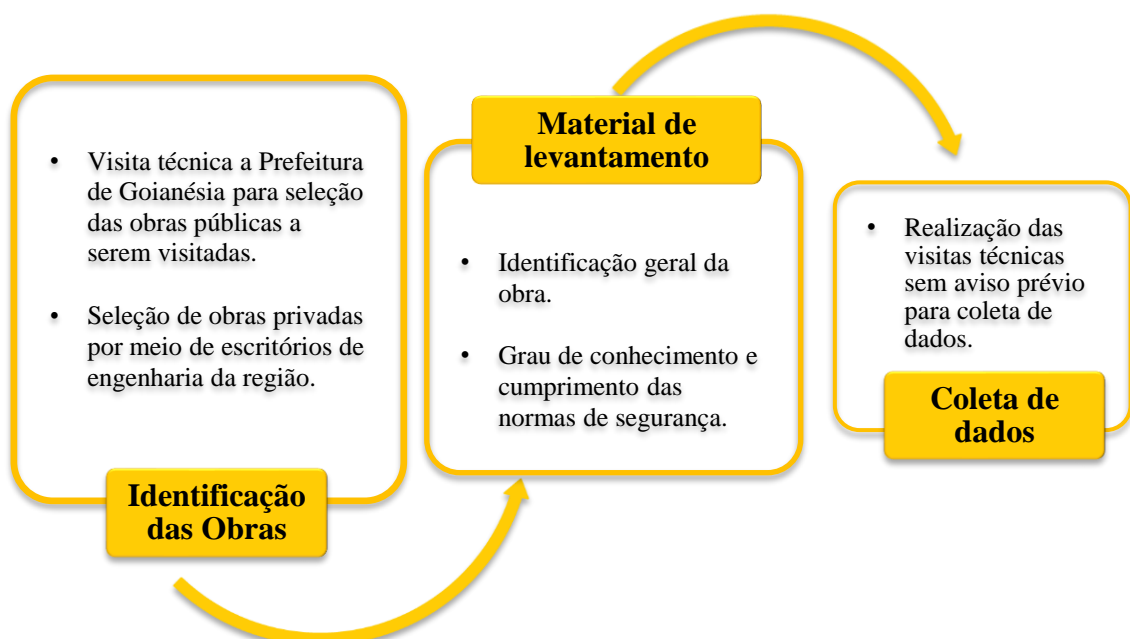 • Visita técnica a Prefeitura
de Goianésia para seleção
das obras públicas a
serem visitadas.
• Seleção de obras privadas
por meio de escritórios de
engenharia da região.
Identificação
das Obras
Material de
levantamento
• Identificação geral da
obra.
• Grau de conhecimento e
cumprimento das
normas de segurança.
• Realização das
visitas técnicas
sem aviso prévio
para coleta de
dados.
Coleta de
dados